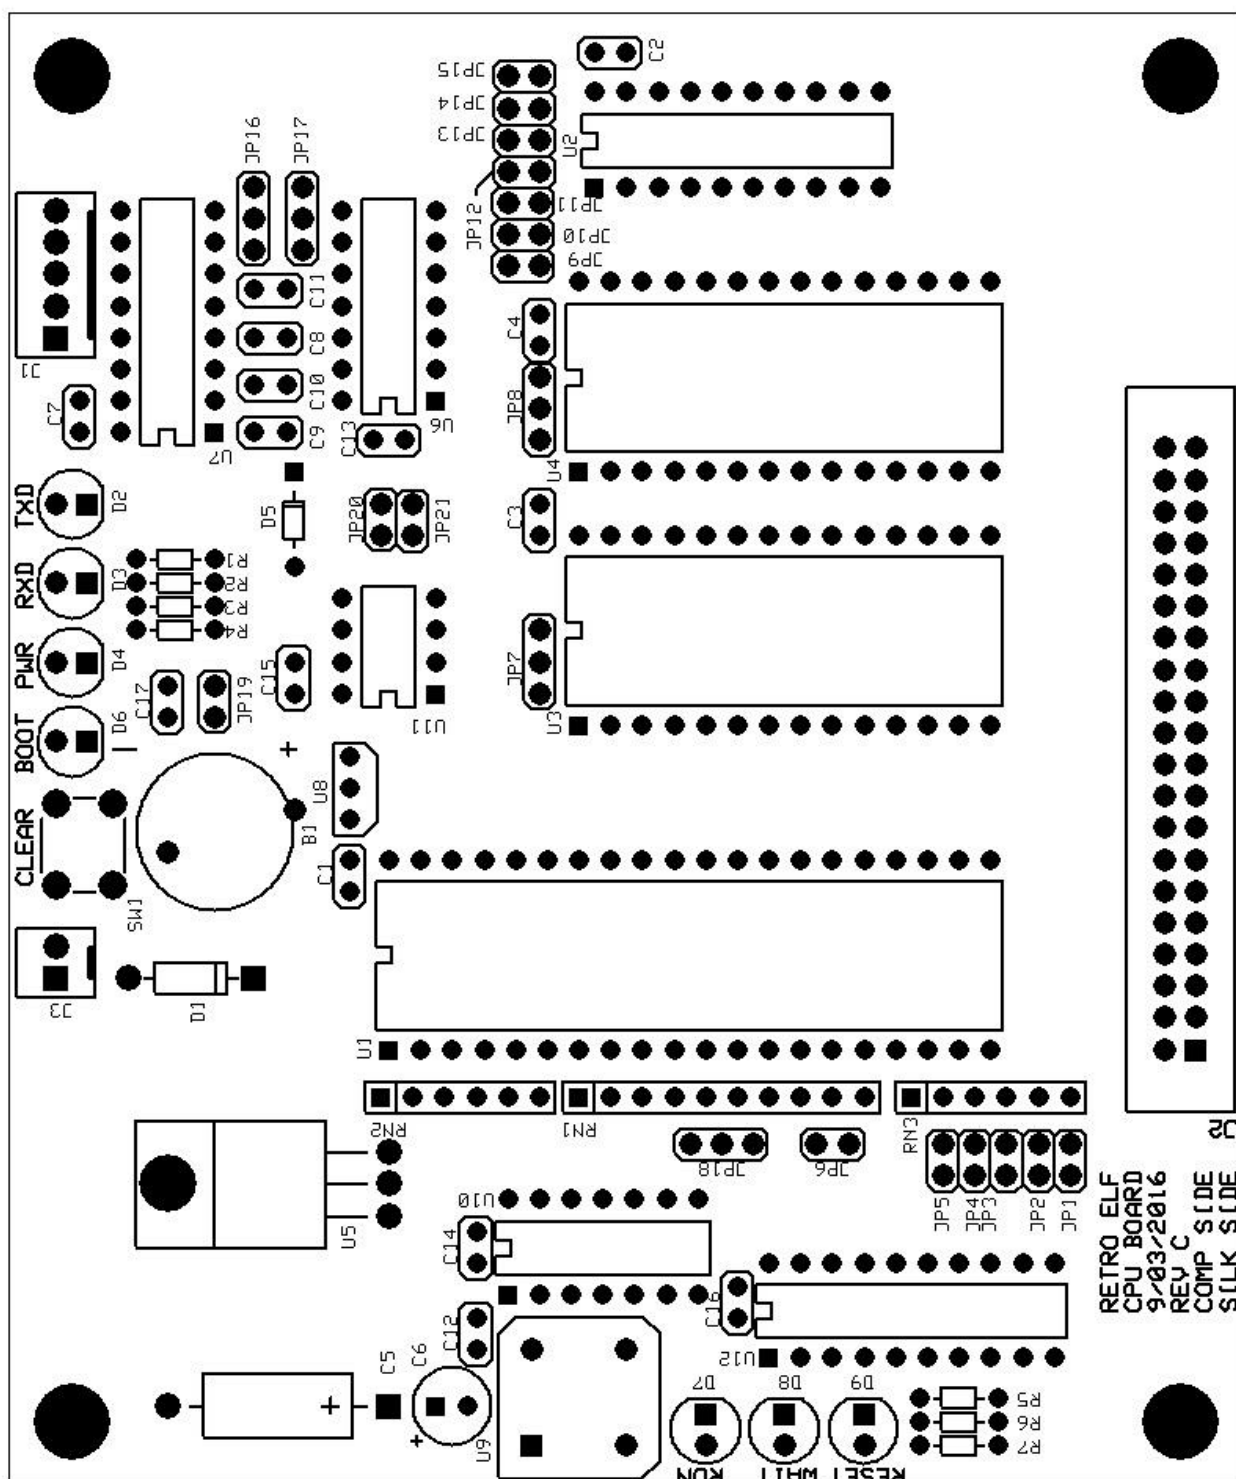 C2
JP15
JP14
JP13
U2
JP16
JP17
JP12
JP11
JP10
JP9
C11
C4
C8
J1
C10
JP8
C7
C9
C13
U6
U7
U4
TXD
D2
D5
JP20
JP21
C3
RXD
D3
R1
R2
R3
R4
PWR
D4
C17
JP19
C15
JP7
BOOT
D6
−
+
U11
U3
U8
CLEAR
B1
C1
SW1
J3
D1
U1
RN2
RN1
RN3
J2
JP18
JP6
U5
U10
JP5
JP4
JP3
JP2
JP1
C14
RETRO ELF
CPU BOARD
9/03/2016
REV C
COMP SIDE
SILK SIDE
C16
C12
U12
C5
C6
+
+
U9
D7
D8
D9
R5
R6
R7
RUN
WAIT
RESET